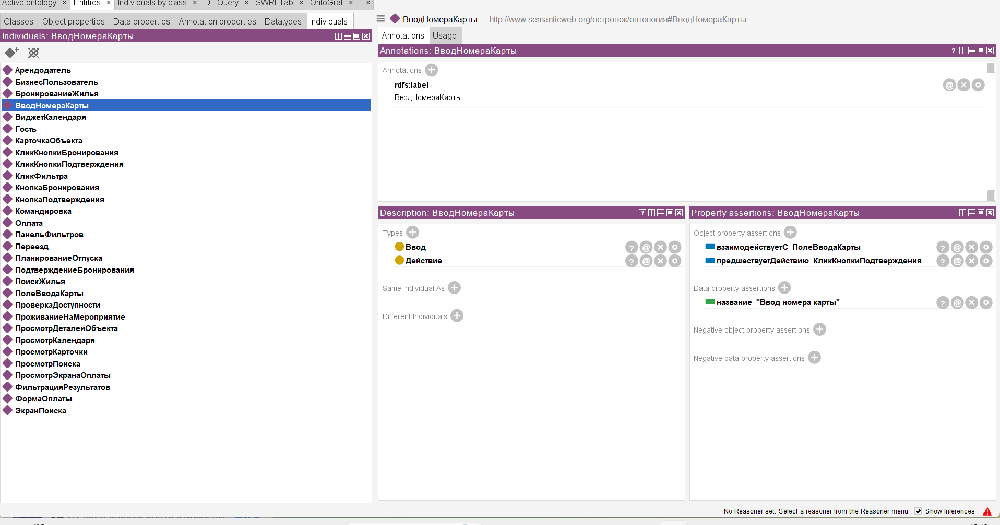 Active ontology × Entities × Individuals by class × DL Query × SWRLTab × OntoGraf × ×
Classes Object properties Data properties Annotation properties Datatypes Individuals
Individuals: ВводНомераКарты
Арендодатель
БизнесПользователь
БронированиеЖилья
ВводНомераКарты
ВиджетКалендаря
Гость
КарточкаОбъекта
КликКнопкиБронирования
КликКнопкиПодтверждения
КликФильтра
КнопкаБронирования
КнопкаПодтверждения
Командировка
Оплата
ПанельФильтров
Переезд
ПланированиеОтпуска
ПодтверждениеБронирования
ПоискЖилья
ПолеВводаКарты
ПроверкаДоступности
ПроживаниеНаМероприятие
ПросмотрДеталейОбъекта
ПросмотрКалендаря
ПросмотрКарточки
ПросмотрПоиска
ПросмотрЭкранаОплаты
ФильтрацияРезультатов
ФормаОплаты
ЭкранПоиска
ВводНомераКарты — http://www.semanticweb.org/островок/онтология#ВводНомераКарты
Annotations Usage
Annotations: ВводНомераКарты
Annotations
rdfs:label
ВводНомераКарты
Description: ВводНомераКарты
Types
Ввод
Действие
Same Individual As
Different Individuals
Property assertions: ВводНомераКарты
Object property assertions
взаимодействуетС ПолеВводаКарты
предшествуетДействию КликКнопкиПодтверждения
Data property assertions
название "Ввод номера карты"
Negative object property assertions
Negative data property assertions
No Reasoner set. Select a reasoner from the Reasoner menu Show Inferences